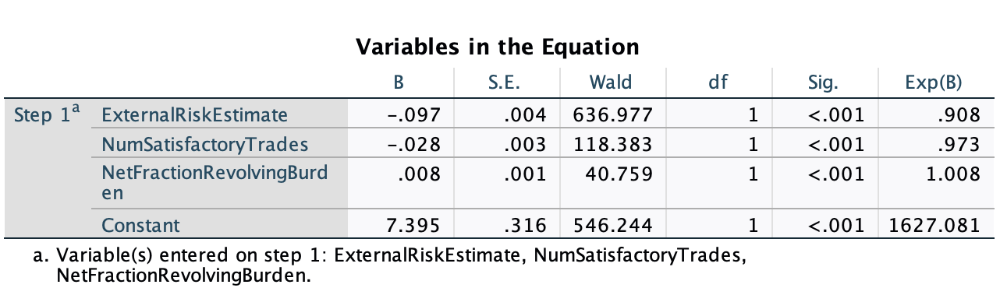 Variables in the Equation
B S.E. Wald df Sig. Exp(B)
Step 1a ExternalRiskEstimate -.097 .004 636.977 1 <.001 .908
NumSatisfactoryTrades -.028 .003 118.383 1 <.001 .973
NetFractionRevolvingBurd
en .008 .001 40.759 1 <.001 1.008
Constant 7.395 .316 546.244 1 <.001 1627.081
a. Variable(s) entered on step 1: ExternalRiskEstimate, NumSatisfactoryTrades,
NetFractionRevolvingBurden.